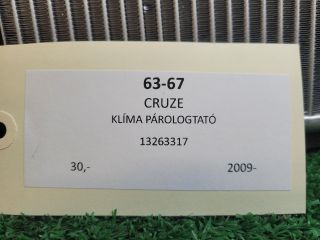 63-67
CRUZE
KLÍMA PÁROLOGTATÓ
13263317
30,- 2009-